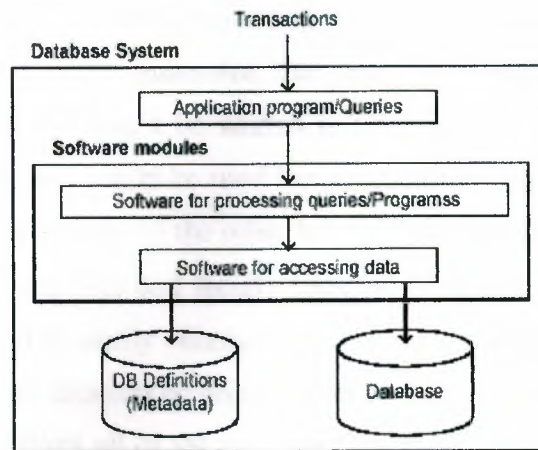 Transactions
Database System
Application program/Queries
Software modules
Software for processing queries/Programss
Software for accessing data
DB Definitions
(Metadata)
Database